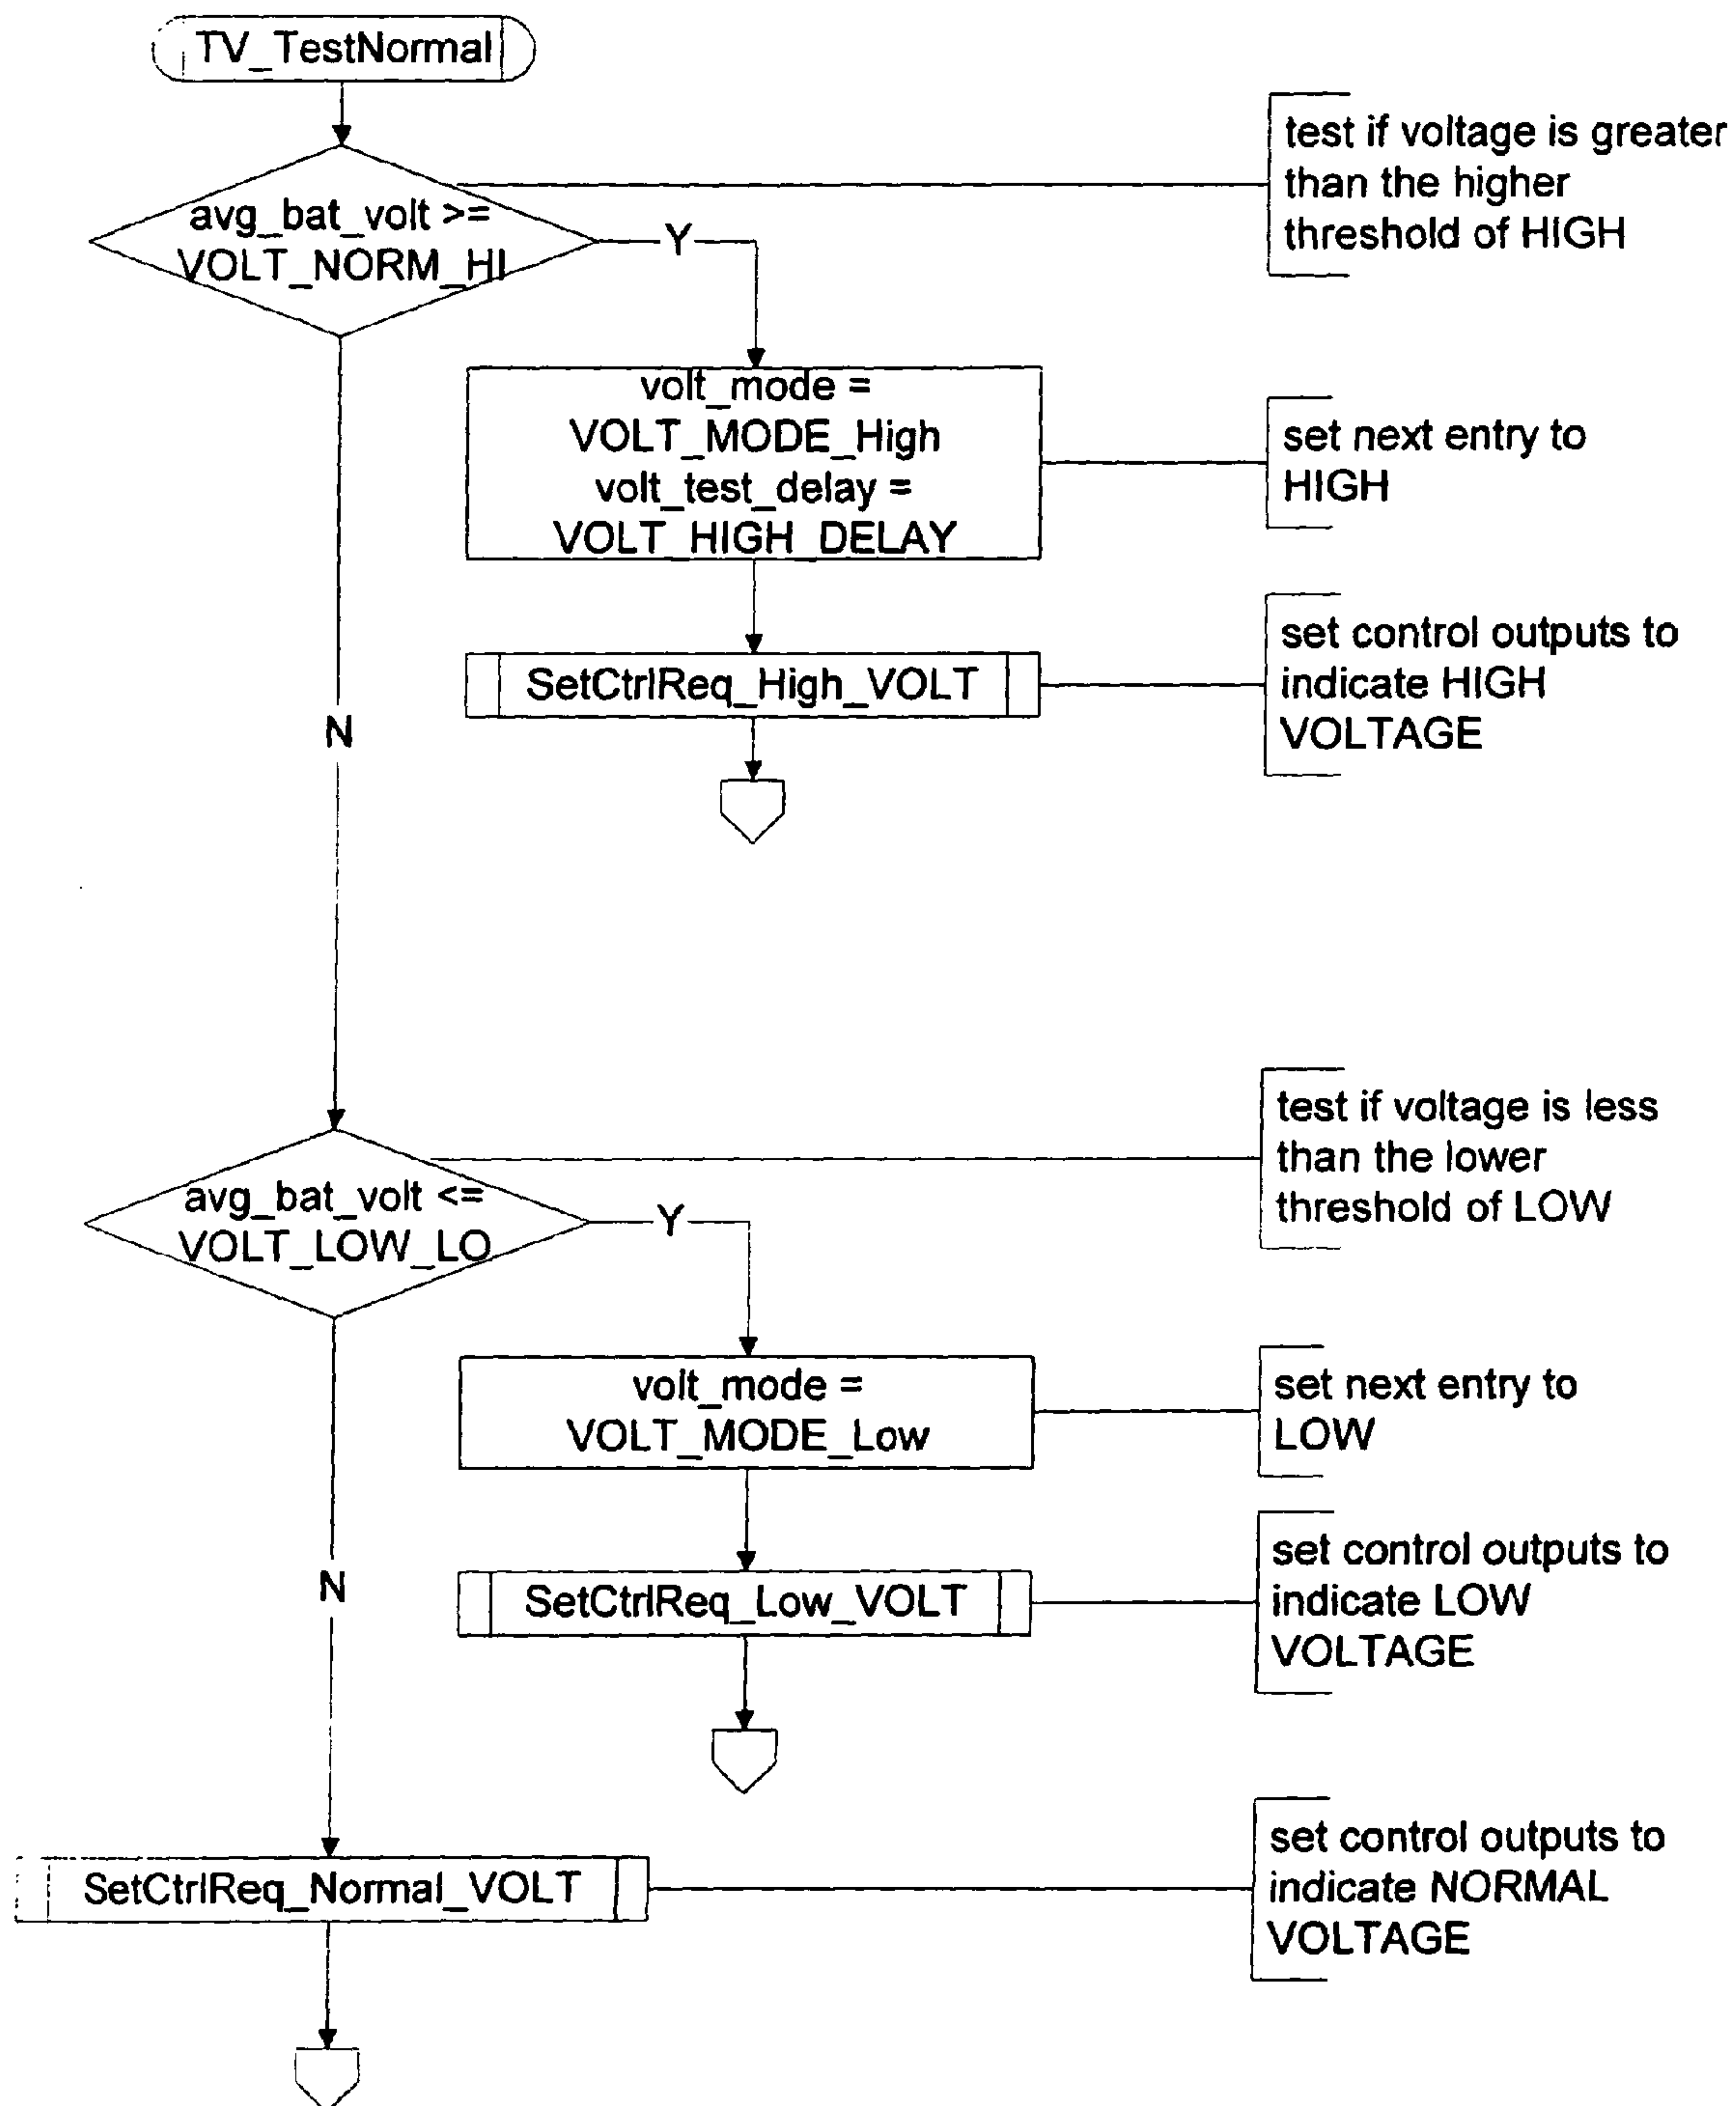 TV_TestNormal
test if voltage is greater
than the higher
threshold of HIGH
avg_bat_volt >=
VOLT_NORM_HI
Y
volt_mode =
VOLT_MODE_High
volt_test_delay =
VOLT_HIGH_DELAY
set next entry to
HIGH
SetCtrlReq_High_VOLT
set control outputs to
indicate HIGH
VOLTAGE
N
test if voltage is less
than the lower
threshold of LOW
avg_bat_volt <=
VOLT_LOW_LO
Y
volt_mode =
VOLT_MODE_Low
set next entry to
LOW
SetCtrlReq_Low_VOLT
set control outputs to
indicate LOW
VOLTAGE
N
SetCtrlReq_Normal_VOLT
set control outputs to
indicate NORMAL
VOLTAGE